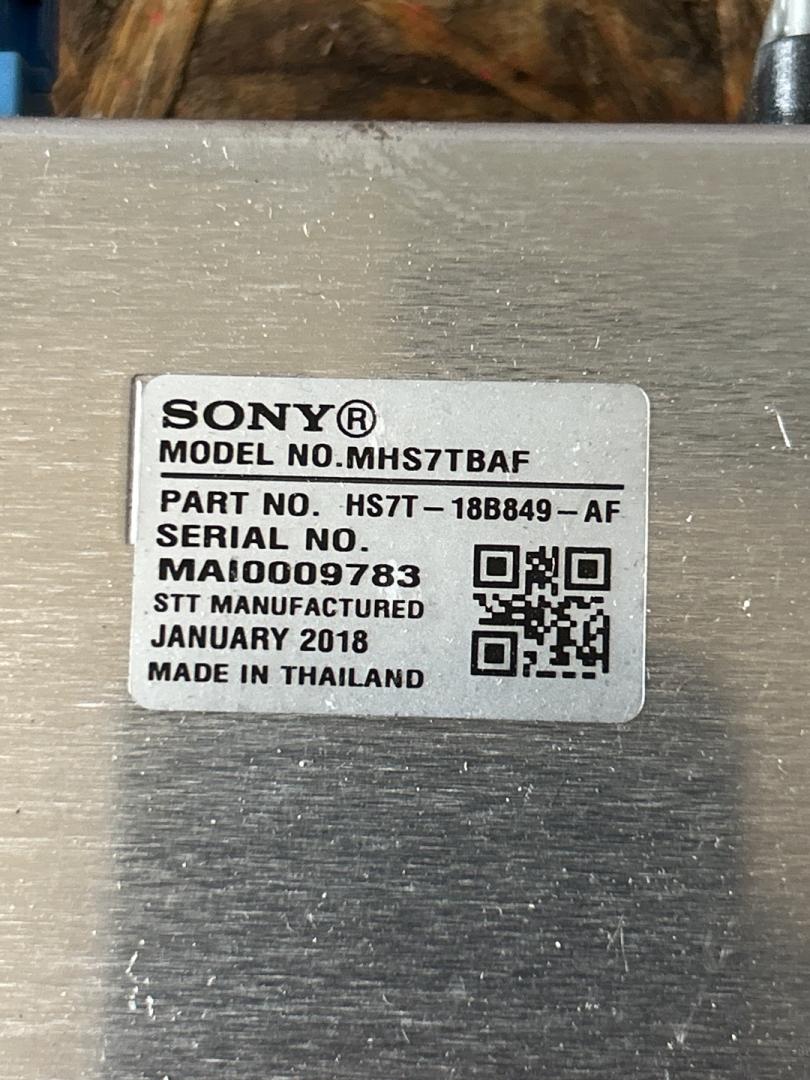 SONY®
MODEL NO.MHS7TBAF
PART NO. HS7T-18B849-AF
SERIAL NO.
MAI0009783
STT MANUFACTURED
JANUARY 2018
MADE IN THAILAND